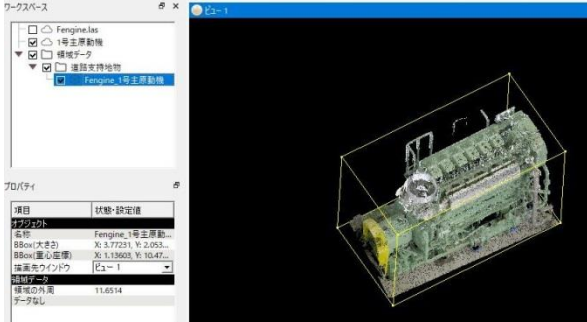 ワークスペース
Fengine.las
1号主原動機
領域データ
道路支持地物
Fengine_1号主原動機
プロパティ
項目 状態・設定値
オブジェクト
名称 Fengine_1号主原動...
BBox(大きさ) X: 3.77231, Y: 2.053...
BBox(重心座標) X: 1.13603, Y: 10.47...
描画先ウインドウ ビュー 1
領域データ
領域の外周 11.6514
データなし
ビュー 1